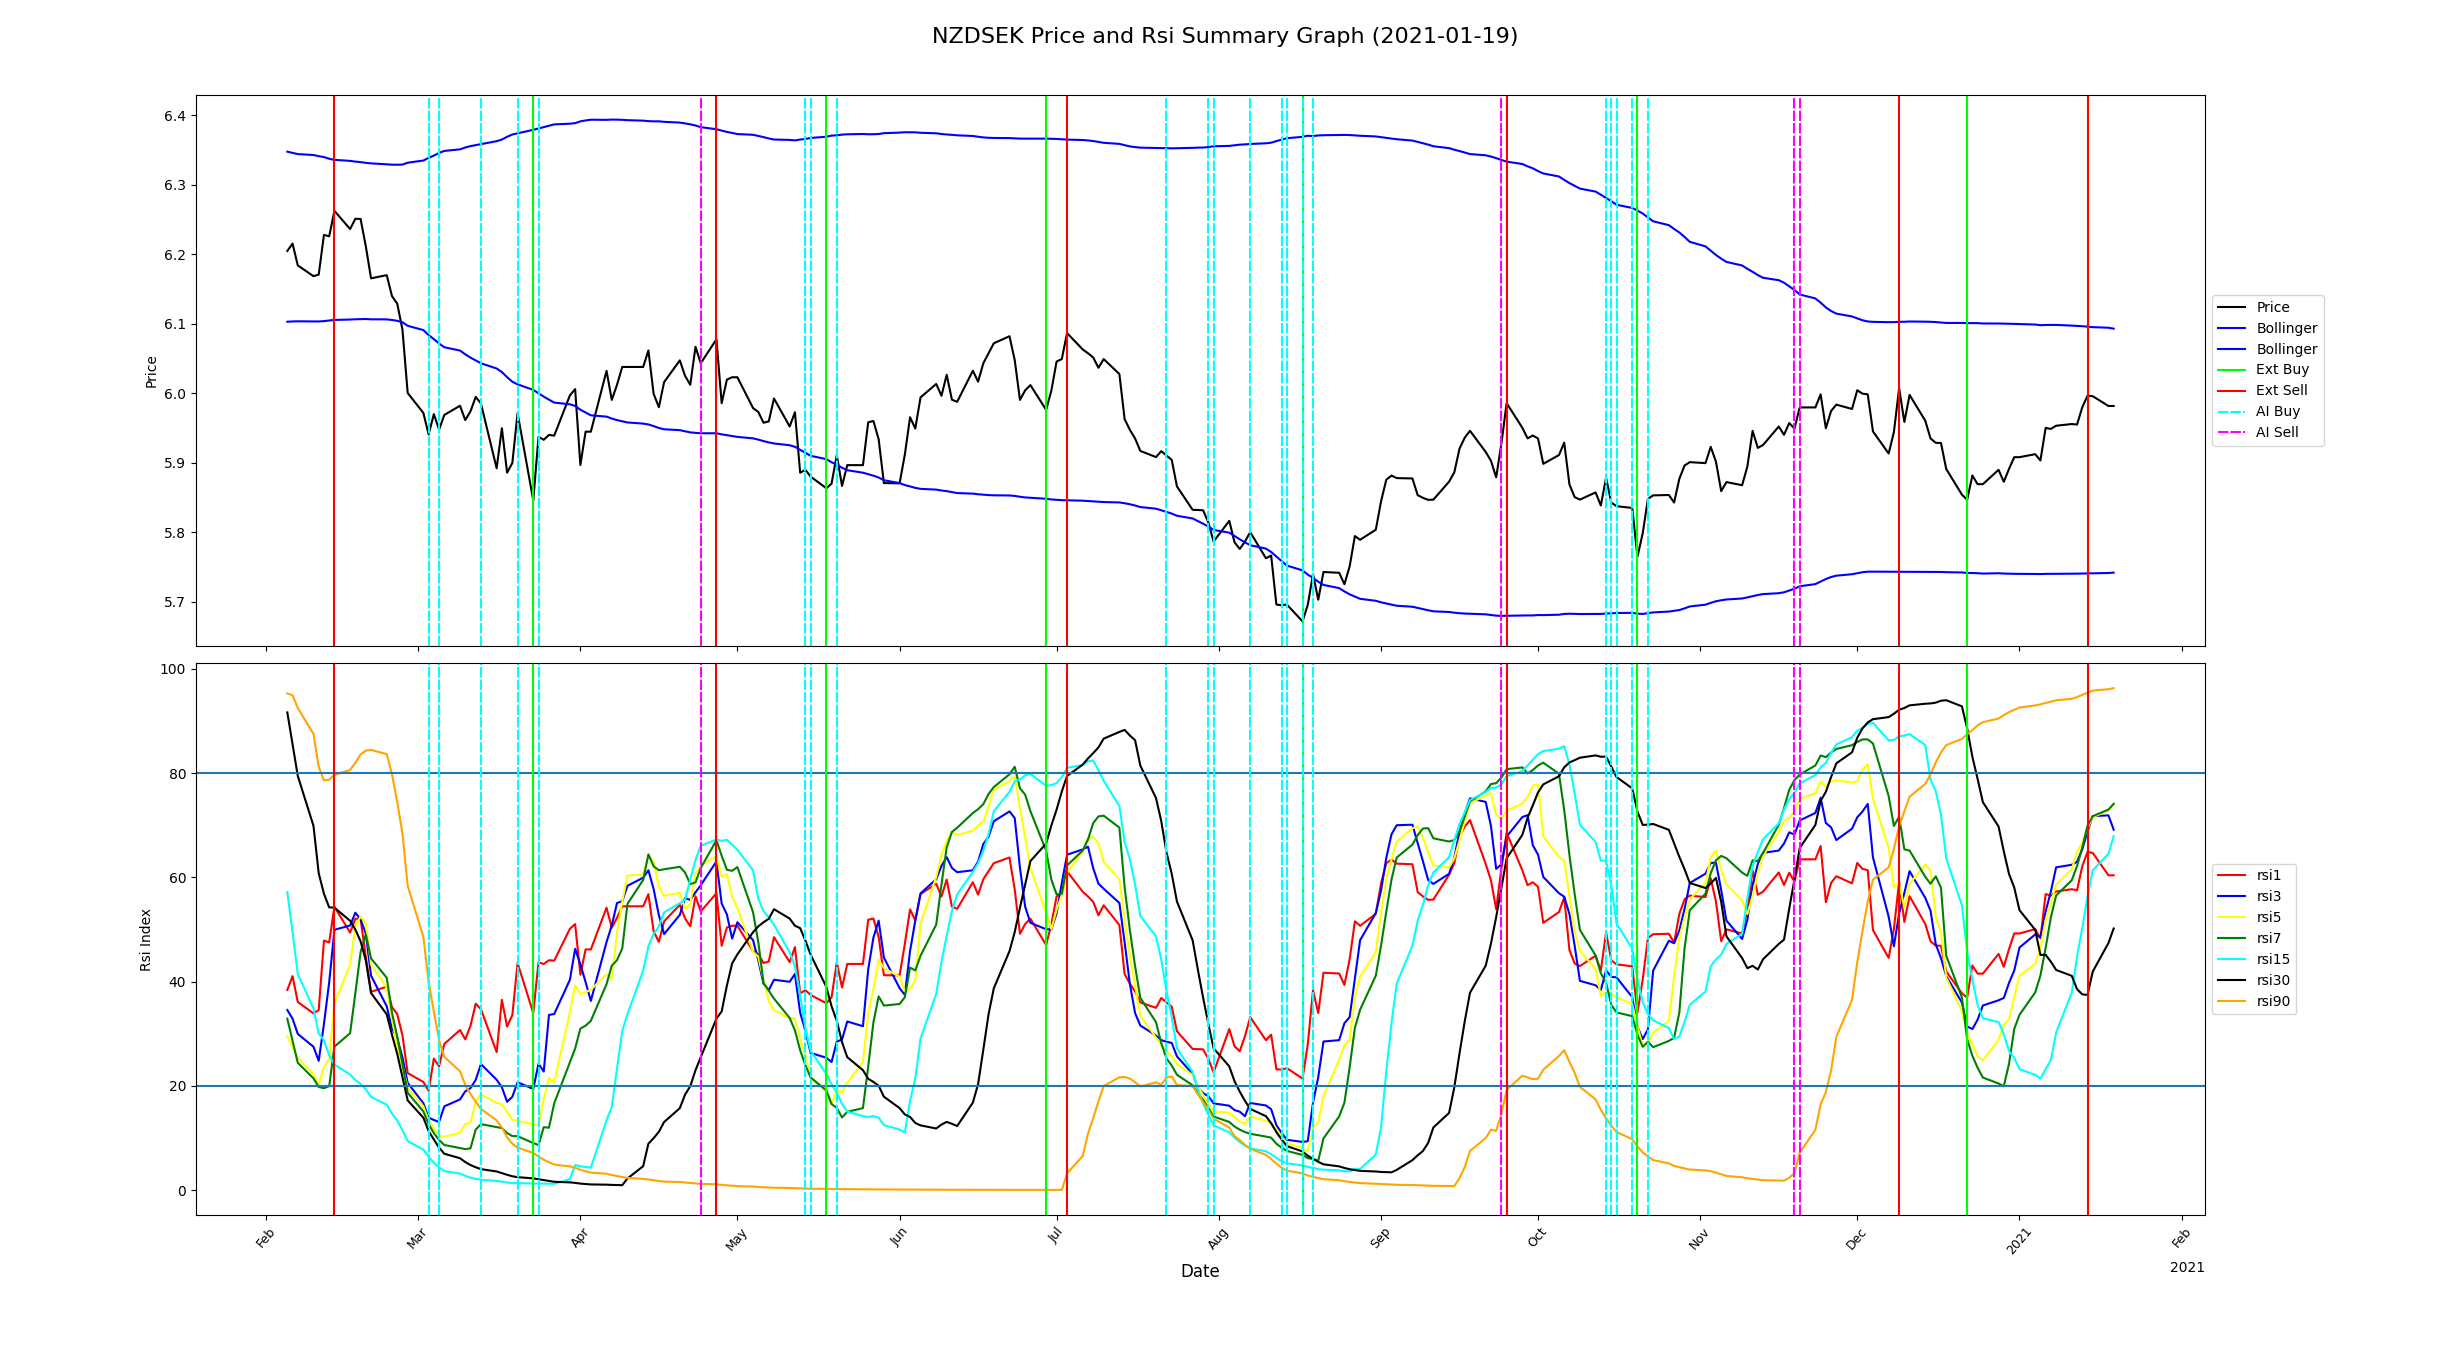 NZDSEK Price and Rsi Summary Graph (2021-01-19)
6.4
6.3
6.2
6.1
6.0
5.9
5.8
5.7
Price
Price
Bollinger
Bollinger
Ext Buy
Ext Sell
AI Buy
AI Sell
100
80
60
40
20
0
Rsi Index
rsi1
rsi3
rsi5
rsi7
rsi15
rsi30
rsi90
Feb Mar Apr May Jun Jul Aug Sep Oct Nov Dec 2021 Feb
2021
Date